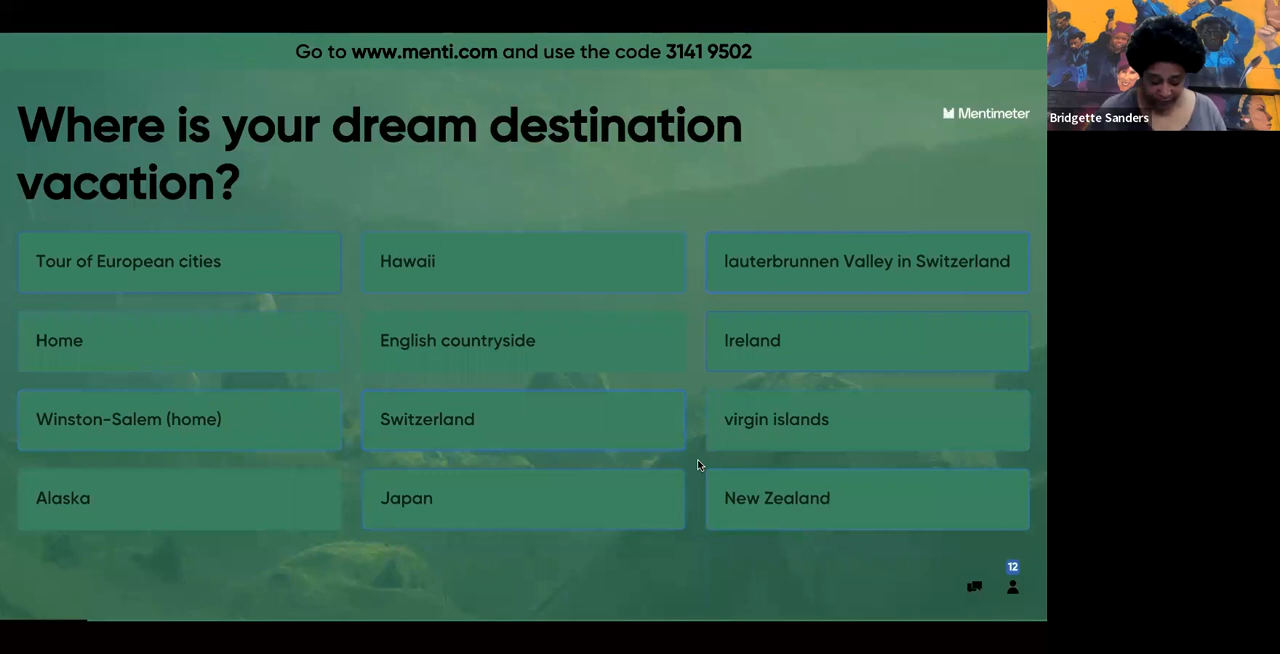 Go to www.menti.com and use the code 3141 9502
Mentimeter
Where is your dream destination
vacation?
Tour of European cities
Hawaii
lauterbrunnen Valley in Switzerland
Home
English countryside
Ireland
Winston-Salem (home)
Switzerland
virgin islands
Alaska
Japan
New Zealand
12
Bridgette Sanders